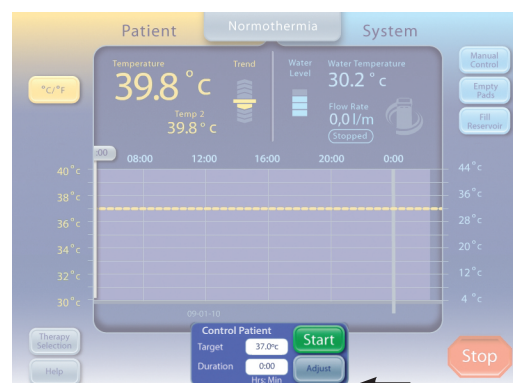 Patient
Normothermia
System
Temperature
39.8 °c
Trend
Temp 2
39.8 °c
Water
Level
Water Temperature
30.2 °c
Flow Rate
0,0 l/m
Stopped
°C/°F
Manual
Control
Empty
Pads
Fill
Reservoir
:00
08:00 12:00 16:00 20:00 0:00
40°c
38°c
36°c
34°c
32°c
30°c
44°c
36°c
28°c
20°c
12°c
4 °c
09-01-10
Therapy
Selection
Help
Control Patient
Target 37.0ºc
Start
Duration 0:00
Hrs: Min
Adjust
Stop